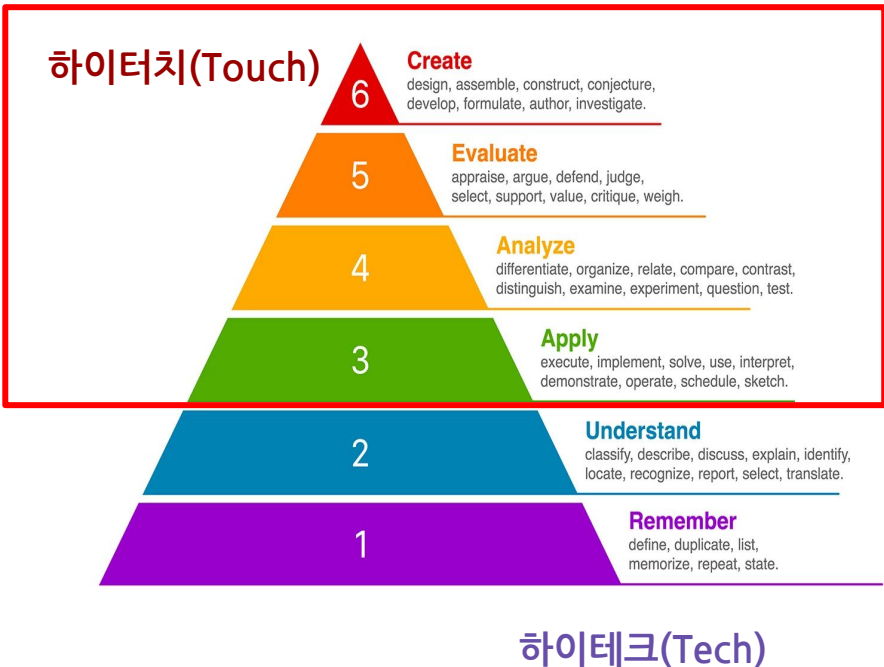 하이터치(Touch)
6
Create
design, assemble, construct, conjecture,
develop, formulate, author, investigate.
5
Evaluate
appraise, argue, defend, judge,
select, support, value, critique, weigh.
4
Analyze
differentiate, organize, relate, compare, contrast,
distinguish, examine, experiment, question, test.
3
Apply
execute, implement, solve, use, interpret,
demonstrate, operate, schedule, sketch.
2
Understand
classify, describe, discuss, explain, identify,
locate, recognize, report, select, translate.
1
Remember
define, duplicate, list,
memorize, repeat, state.
하이테크(Tech)